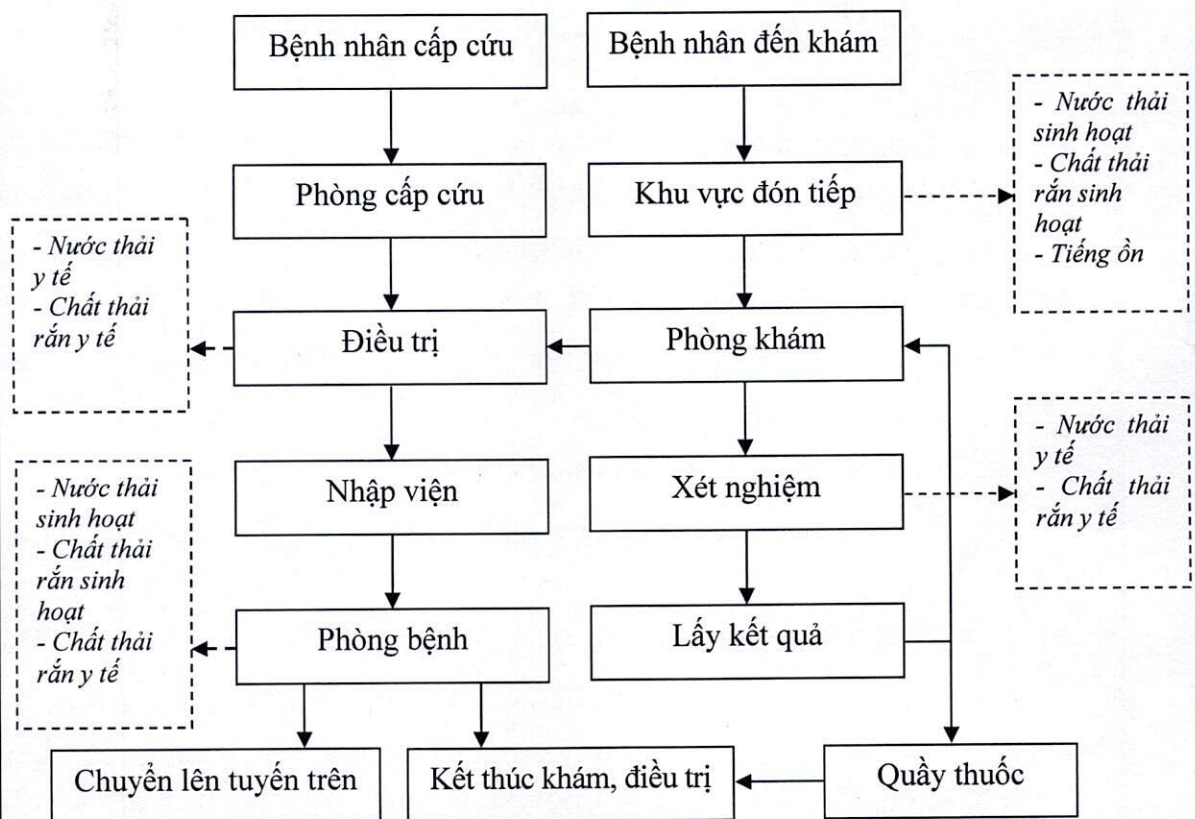 Bệnh nhân cấp cứu
Bệnh nhân đến khám
- Nước thải
sinh hoạt
- Chất thải
rắn sinh
hoạt
- Tiếng ồn
Phòng cấp cứu
Khu vực đón tiếp
- Nước thải
y tế
- Chất thải
rắn y tế
Điều trị
Phòng khám
- Nước thải
y tế
- Chất thải
rắn y tế
Nhập viện
Xét nghiệm
- Nước thải
sinh hoạt
- Chất thải
rắn sinh
hoạt
- Chất thải
rắn y tế
Phòng bệnh
Lấy kết quả
Chuyển lên tuyến trên
Kết thúc khám, điều trị
Quầy thuốc